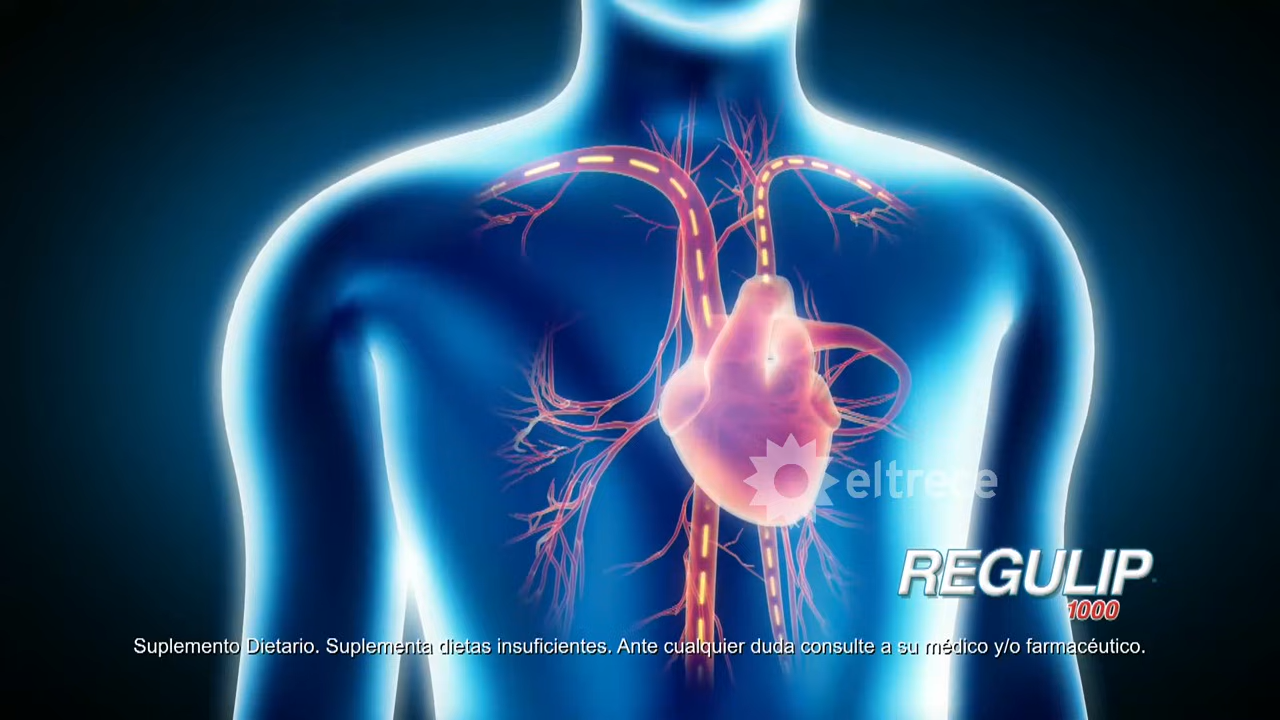 eltrece
REGULIP
1000
Suplemento Dietario. Suplementa dietas insuficientes. Ante cualquier duda consulte a su médico y/o farmacéutico.